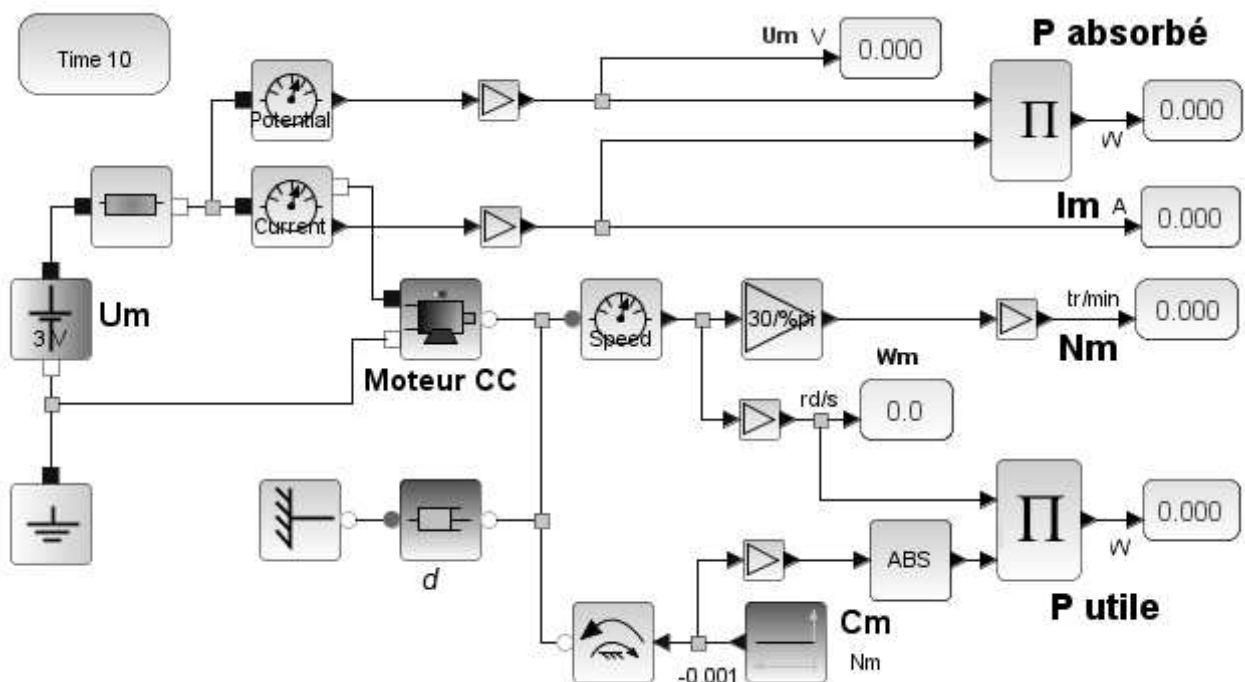 Time 10
Um V
0.000
P absorbé
Potential
Π
0.000
W
Current
Im A
0.000
3 V
Um
Moteur CC
Speed
30/%pi
tr/min
0.000
Nm
Wm
rd/s
0.0
Π
0.000
W
d
ABS
P utile
Cm
Nm
-0.001